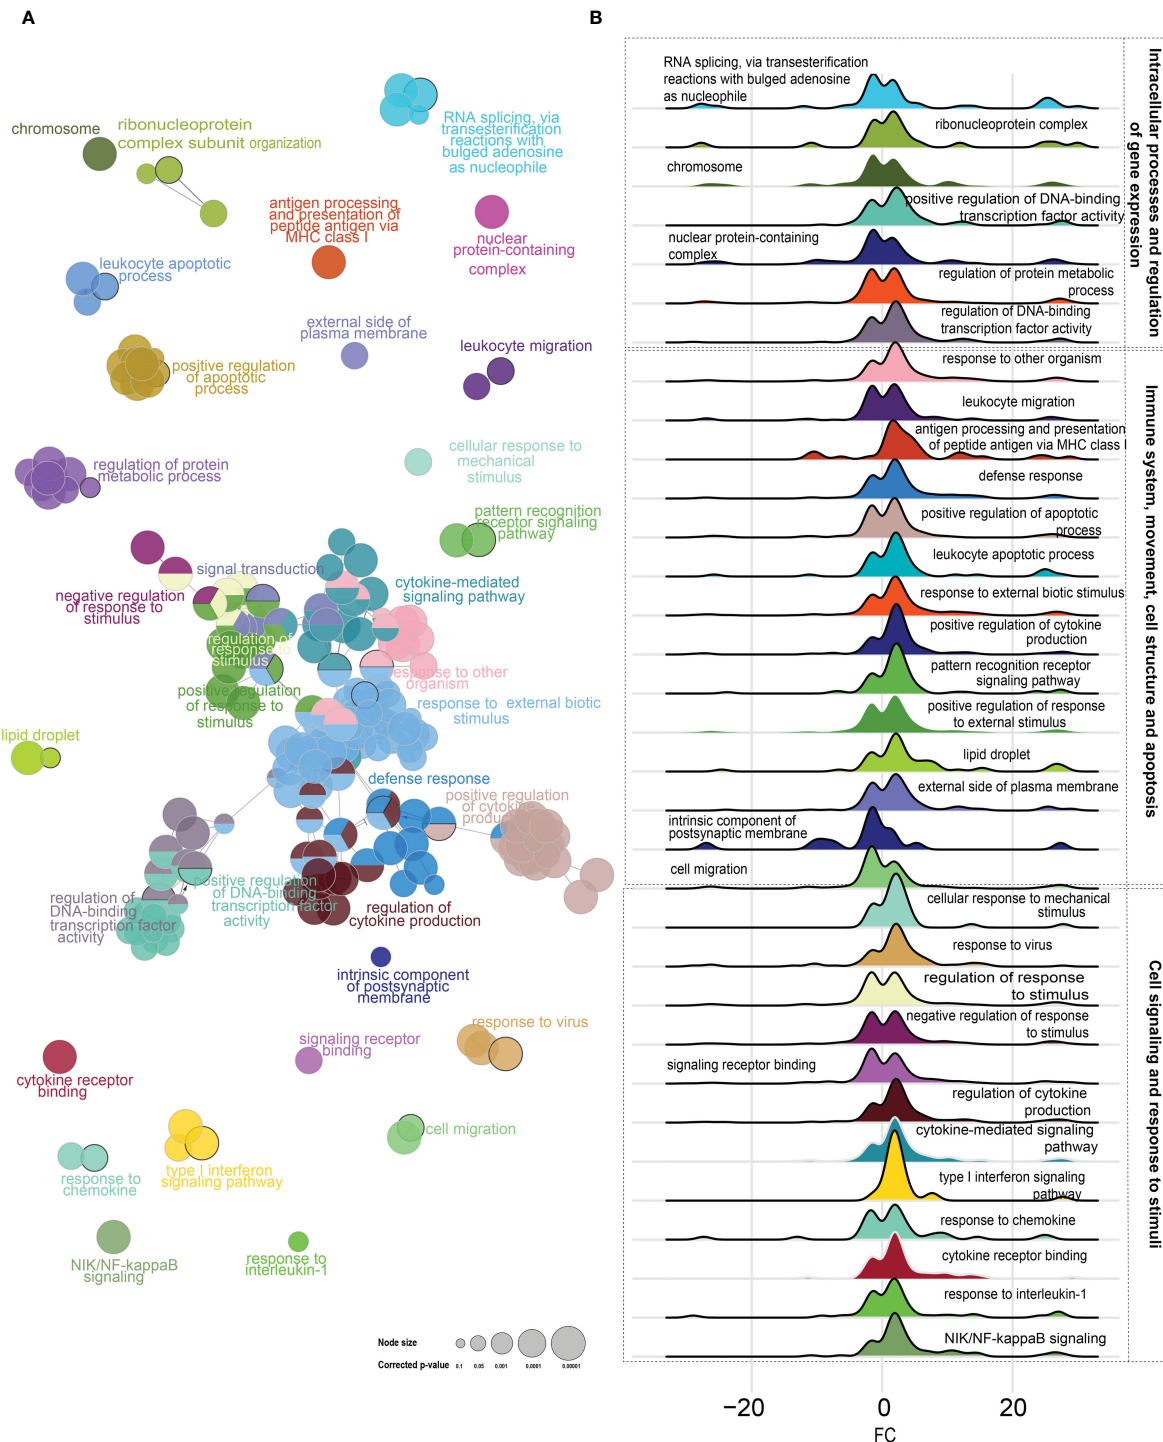 A
chromosome
ribonucleoprotein
complex subunit organization
RNA splicing, via
transesterification
reactions with
bulged adenosine
as nucleophile
antigen processing
and presentation of
peptide antigen via
MHC class I
nuclear
protein-containing
complex
leukocyte apoptotic
process
external side of
plasma membrane
leukocyte migration
positive regulation
of apoptotic
process
regulation of protein
metabolic process
cellular response to
mechanical
stimulus
pattern recognition
receptor signaling
pathway
signal transduction
negative regulation
of response to
stimulus
cytokine-mediated
signaling pathway
regulation of
response to
stimulus
response to other
organism
positive regulation
of response to
stimulus
response to external biotic
stimulus
lipid droplet
defense response
positive regulation
of cytokine
production
regulation of
DNA-binding
transcription factor
activity
positive regulation
of DNA-binding
transcription factor
activity
regulation of
cytokine production
intrinsic component
of postsynaptic
membrane
response to virus
signaling receptor
binding
cytokine receptor
binding
cell migration
response to
chemokine
type I interferon
signaling pathway
NIK/NF-kappaB
signaling
response to
interleukin-1
Node size
Corrected p-value 0.1 0.05 0.001 0.0001 0.00001
B
RNA splicing, via transesterification
reactions with bulged adenosine
as nucleophile
ribonucleoprotein complex
chromosome
positive regulation of DNA-binding
transcription factor activity
nuclear protein-containing
complex
regulation of protein metabolic
process
regulation of DNA-binding
transcription factor activity
Intracellular processes and regulation
of gene expression
response to other organism
leukocyte migration
antigen processing and presentation
of peptide antigen via MHC class I
defense response
positive regulation of apoptotic
process
leukocyte apoptotic process
response to external biotic stimulus
positive regulation of cytokine
production
pattern recognition receptor
signaling pathway
positive regulation of response
to external stimulus
lipid droplet
external side of plasma membrane
intrinsic component of
postsynaptic membrane
cell migration
Immune system, movement, cell structure and apoptosis
cellular response to mechanical
stimulus
response to virus
regulation of response
to stimulus
negative regulation of response
to stimulus
signaling receptor binding
regulation of cytokine
production
cytokine-mediated signaling
pathway
type I interferon signaling
pathway
response to chemokine
cytokine receptor binding
response to interleukin-1
NIK/NF-kappaB signaling
Cell signaling and response to stimuli
−20 0 20
FC